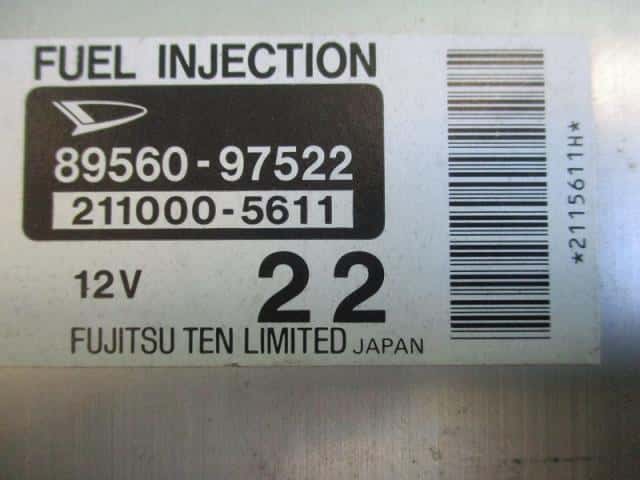 FUEL INJECTION
89560-97522
211000-5611
12V 22
FUJITSU TEN LIMITED JAPAN
*2115611H*